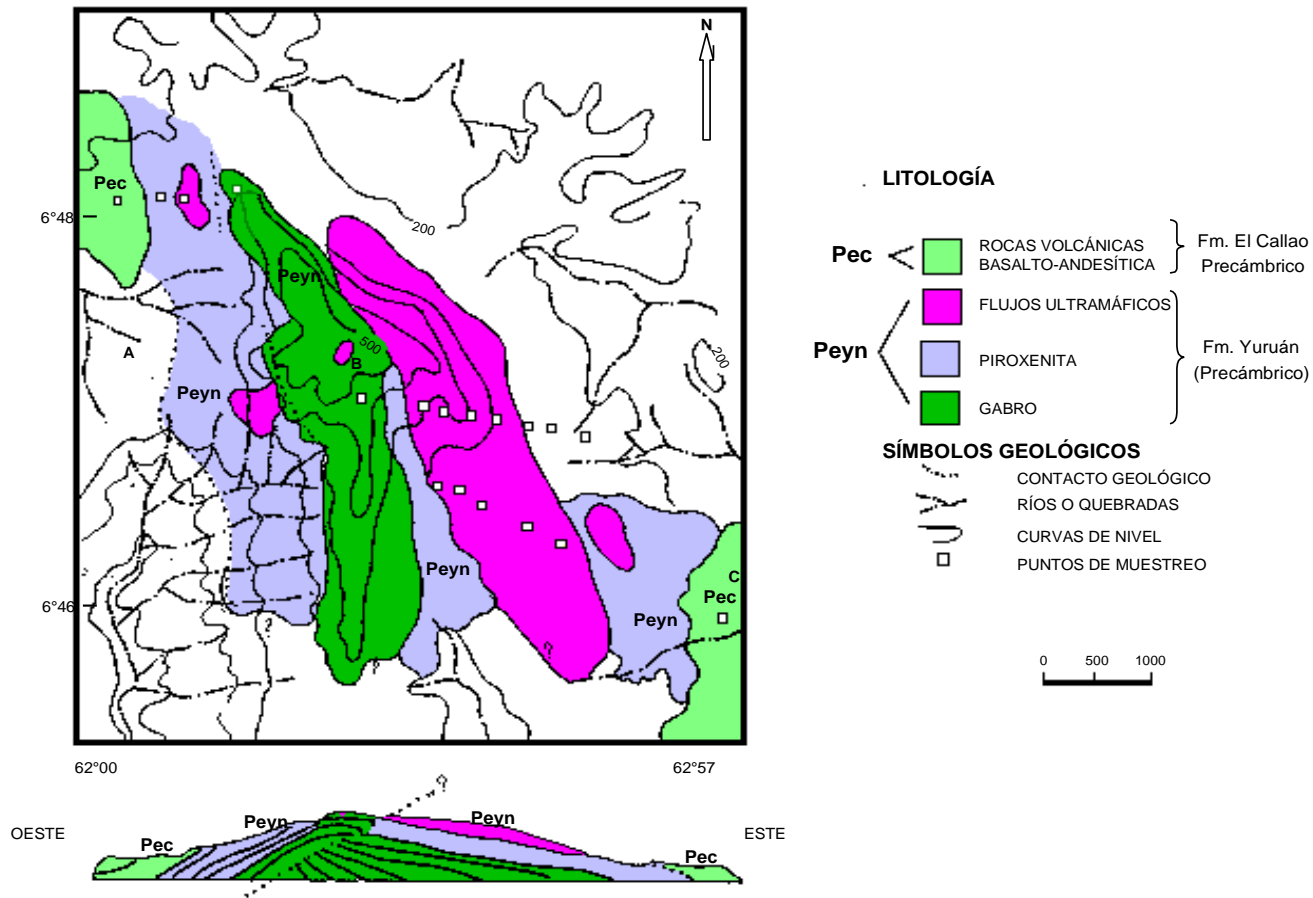 N
200
Pec
6°48
Peyn
500
200
A
B
Peyn
Peyn
C
Pec
6°46
Peyn
?
?
?
62°00
62°57
LITOLOGÍA
Pec
ROCAS VOLCÁNICAS
BASALTO-ANDESÍTICA
Fm. El Callao
Precámbrico
Peyn
FLUJOS ULTRAMÁFICOS
PIROXENITA
GABRO
Fm. Yuruán
(Precámbrico)
SÍMBOLOS GEOLÓGICOS
CONTACTO GEOLÓGICO
RÍOS O QUEBRADAS
CURVAS DE NIVEL
PUNTOS DE MUESTREO
0 500 1000
?
OESTE
Pec
Peyn
Peyn
Pec
ESTE